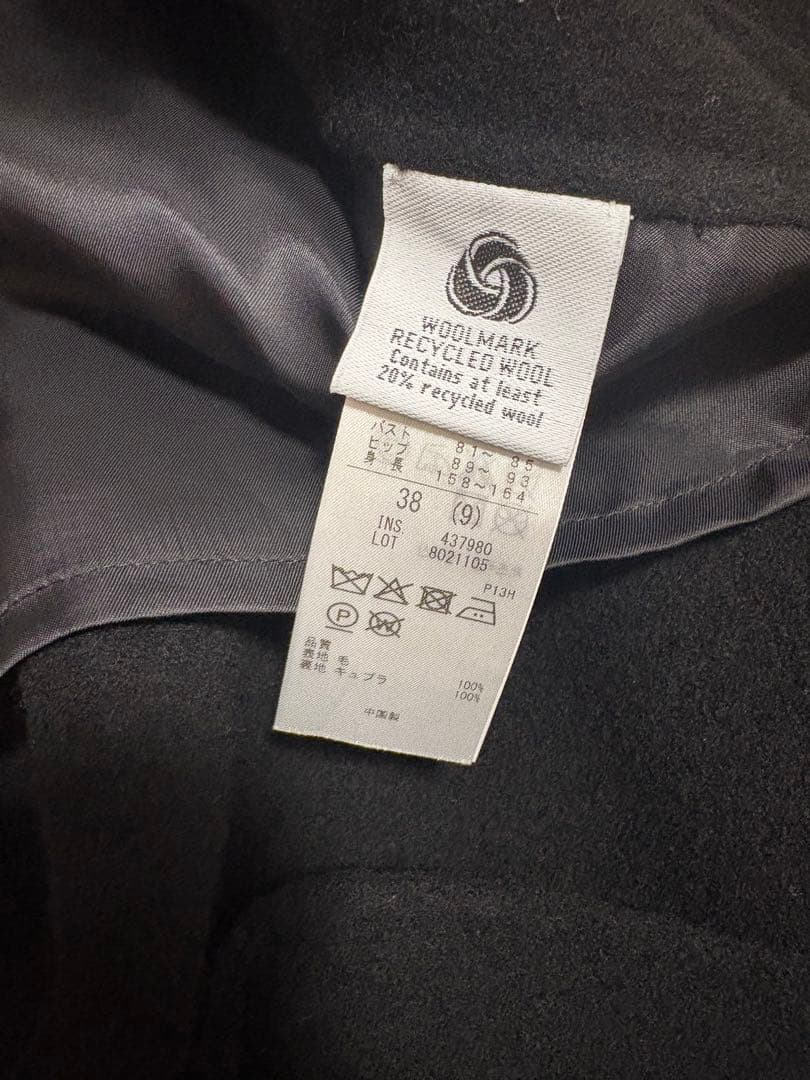 WOOLMARK
RECYCLED WOOL
Contains at least
20% recycled wool
バスト 81～ 85
ヒップ 89～ 93
身長 158～164
38 (9)
INS. 437980
LOT 8021105
P13H
P W
品質
表地 毛 100%
裏地 キュプラ 100%
中国製